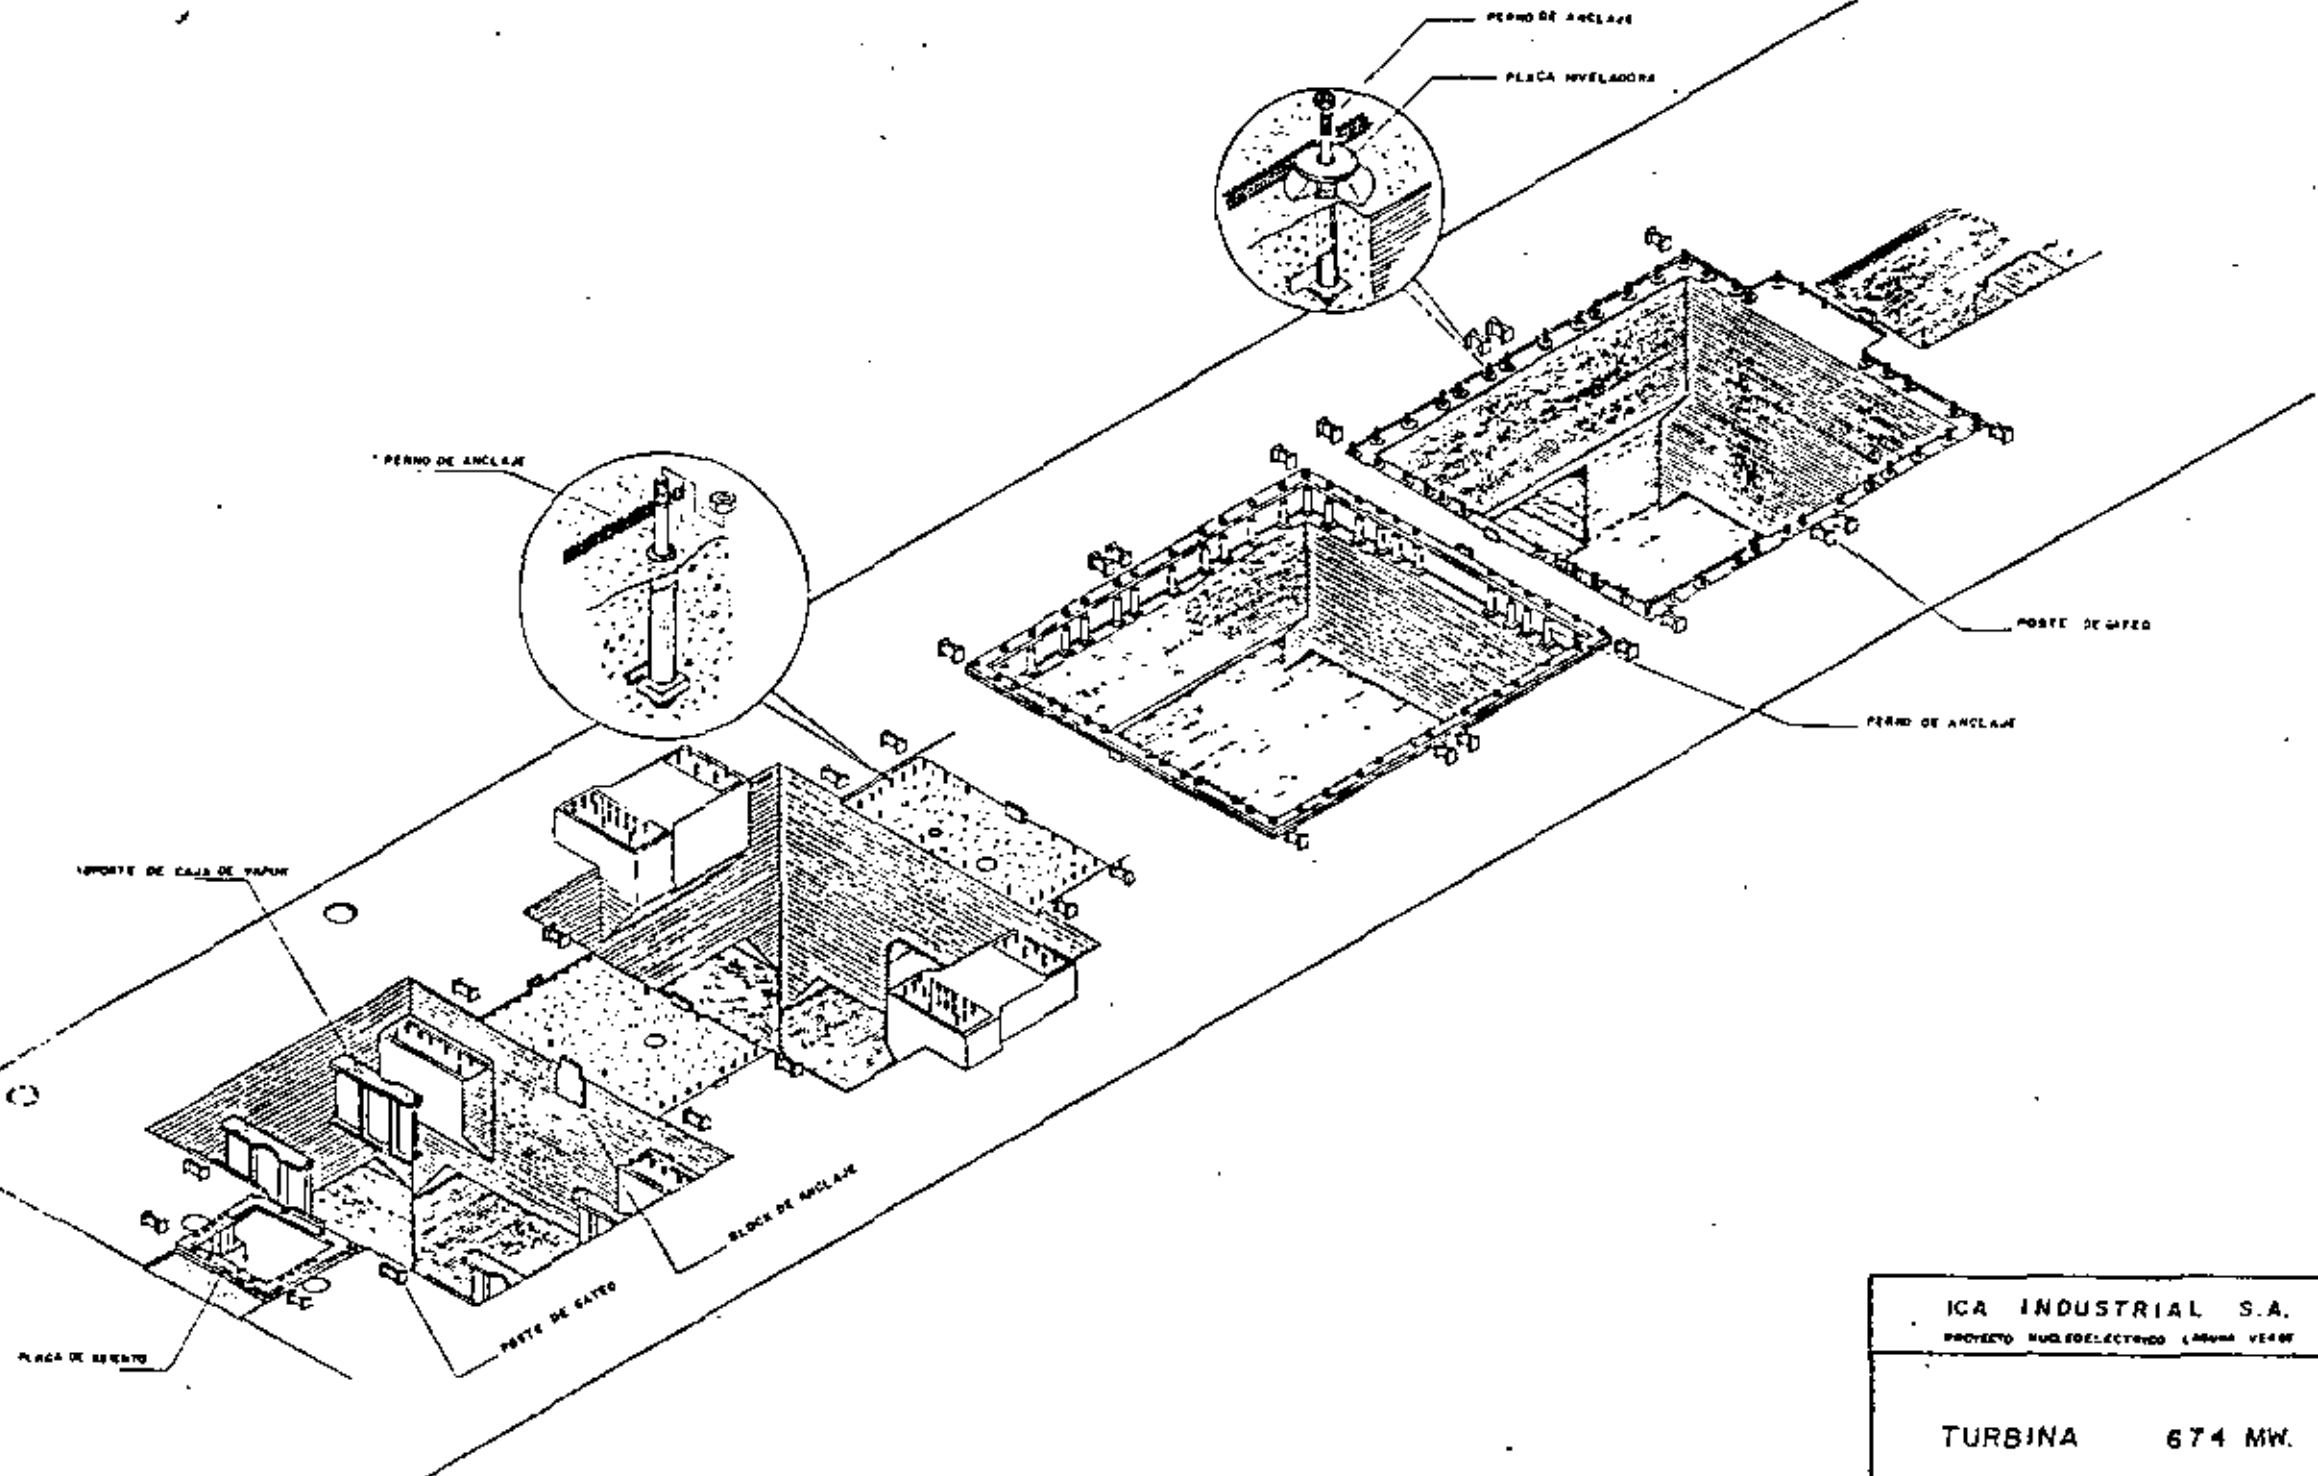 PERNO DE ANCLAJE
PLACA NIVELADORA
PERNO DE ANCLAJE
POSTE DE GATEO
PERNO DE ANCLAJE
SOPORTE DE CAJA DE VAPOR
BLOCK DE ANCLAJE
POSTE DE GATEO
PLACA DE ASIENTO
ICA INDUSTRIAL S.A.
PROYECTO NUCLEOELECTRICO LAGUNA VERDE
TURBINA 674 MW.